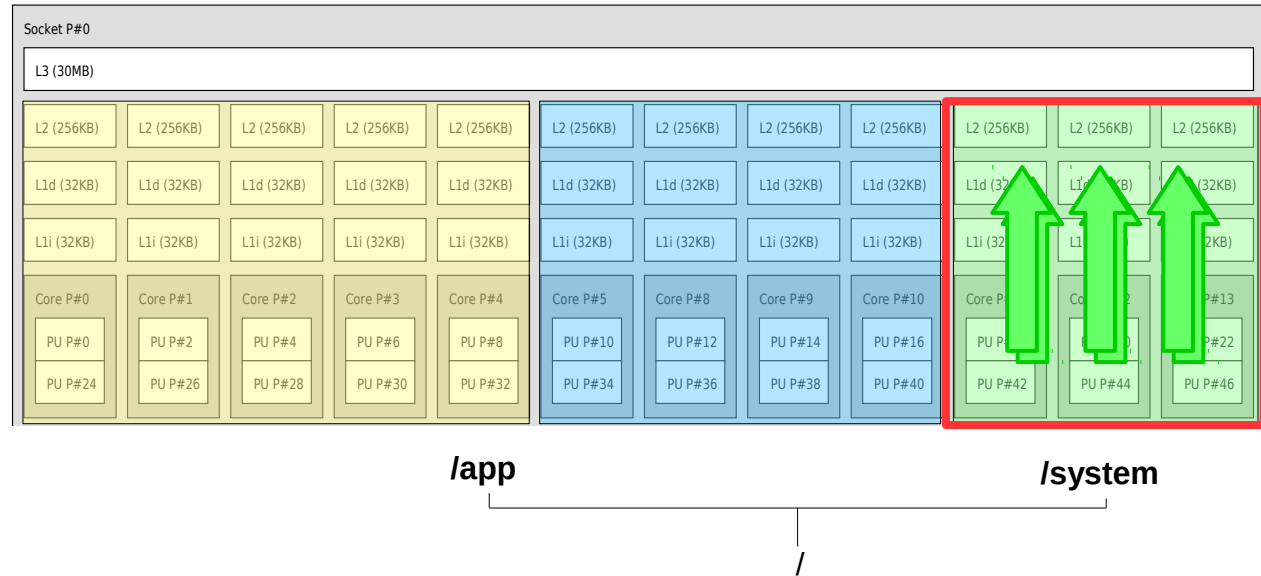 Socket P#0
L3 (30MB)
L2 (256KB) L2 (256KB) L2 (256KB) L2 (256KB) L2 (256KB) L2 (256KB) L2 (256KB) L2 (256KB) L2 (256KB) L2 (256KB) L2 (256KB) L2 (256KB)
L1d (32KB) L1d (32KB) L1d (32KB) L1d (32KB) L1d (32KB) L1d (32KB) L1d (32KB) L1d (32KB) L1d (32KB) L1d
L1i (32KB) L1i (32KB) L1i (32KB) L1i (32KB) L1i (32KB) L1i (32KB) L1i (32KB) L1i (32KB) L1i (32KB) L1i
Core P#0 Core P#1 Core P#2 Core P#3 Core P#4 Core P#5 Core P#8 Core P#9 Core P#10 Core P#13
PU P#0 PU P#2 PU P#4 PU P#6 PU P#8 PU P#10 PU P#12 PU P#14 PU P#16 PU P#22
PU P#24 PU P#26 PU P#28 PU P#30 PU P#32 PU P#34 PU P#36 PU P#38 PU P#40 PU P#42 PU P#44 PU P#46
/app /system
/